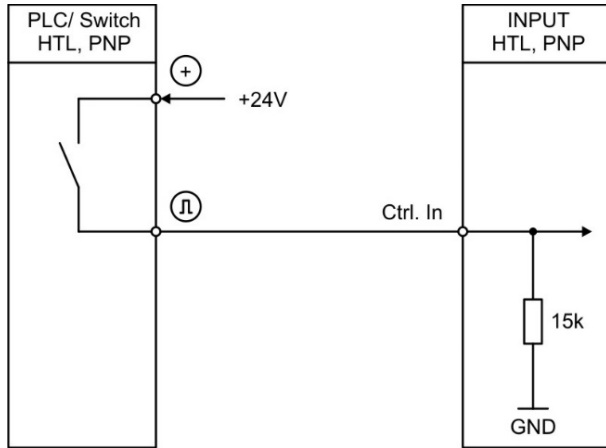 PLC/ Switch
HTL, PNP
INPUT
HTL, PNP
+
+24V
Ctrl. In
15k
GND